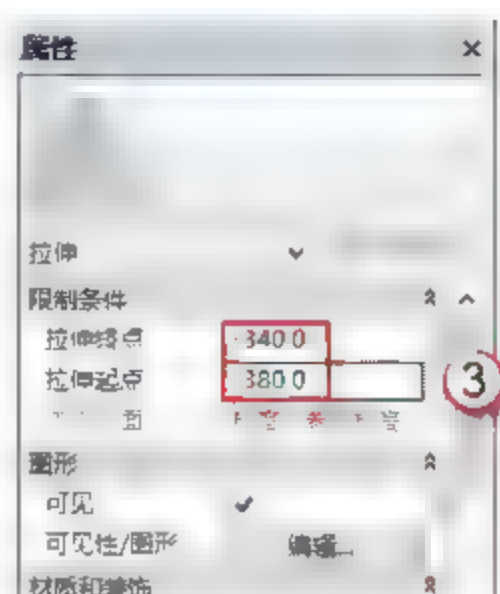 属性
拉伸
限制条件
拉伸终点 340 0
拉伸起点 380 0
3
图形
可见
可见性/图形 编辑...
材质和装饰